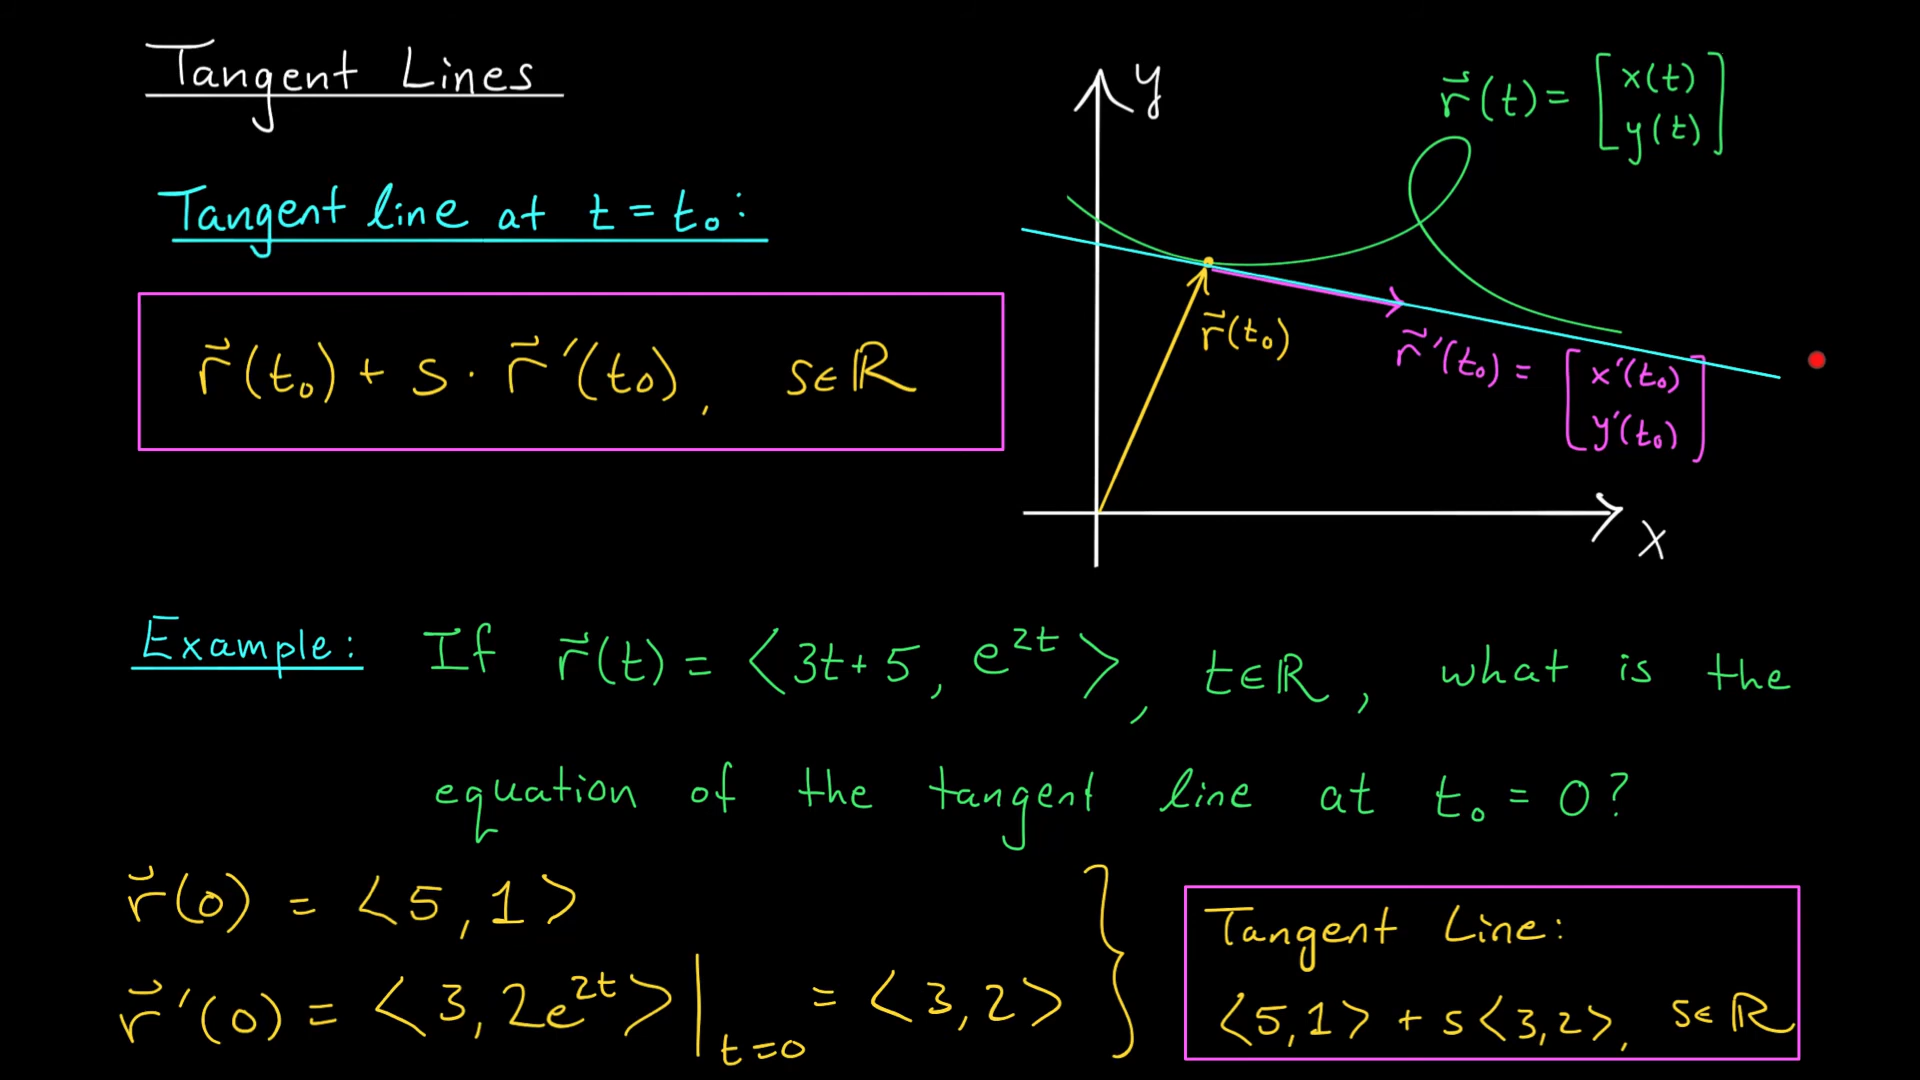 Tangent Lines
Tangent line at t = t₀:
r⃗(t₀) + s · r⃗′(t₀), s∈ℝ
y
r⃗(t) = [x(t)
y(t)]
r⃗(t₀)
r⃗′(t₀) = [x′(t₀)
y′(t₀)]
x
Example: If r⃗(t) = ⟨3t+5, e²ᵗ⟩, t∈ℝ, what is the
equation of the tangent line at t₀ = 0?
r⃗(0) = ⟨5, 1⟩
r⃗′(0) = ⟨3, 2e²ᵗ⟩|t=0 = ⟨3,2⟩ }
Tangent Line:
⟨5,1⟩ + s⟨3,2⟩, s∈ℝ